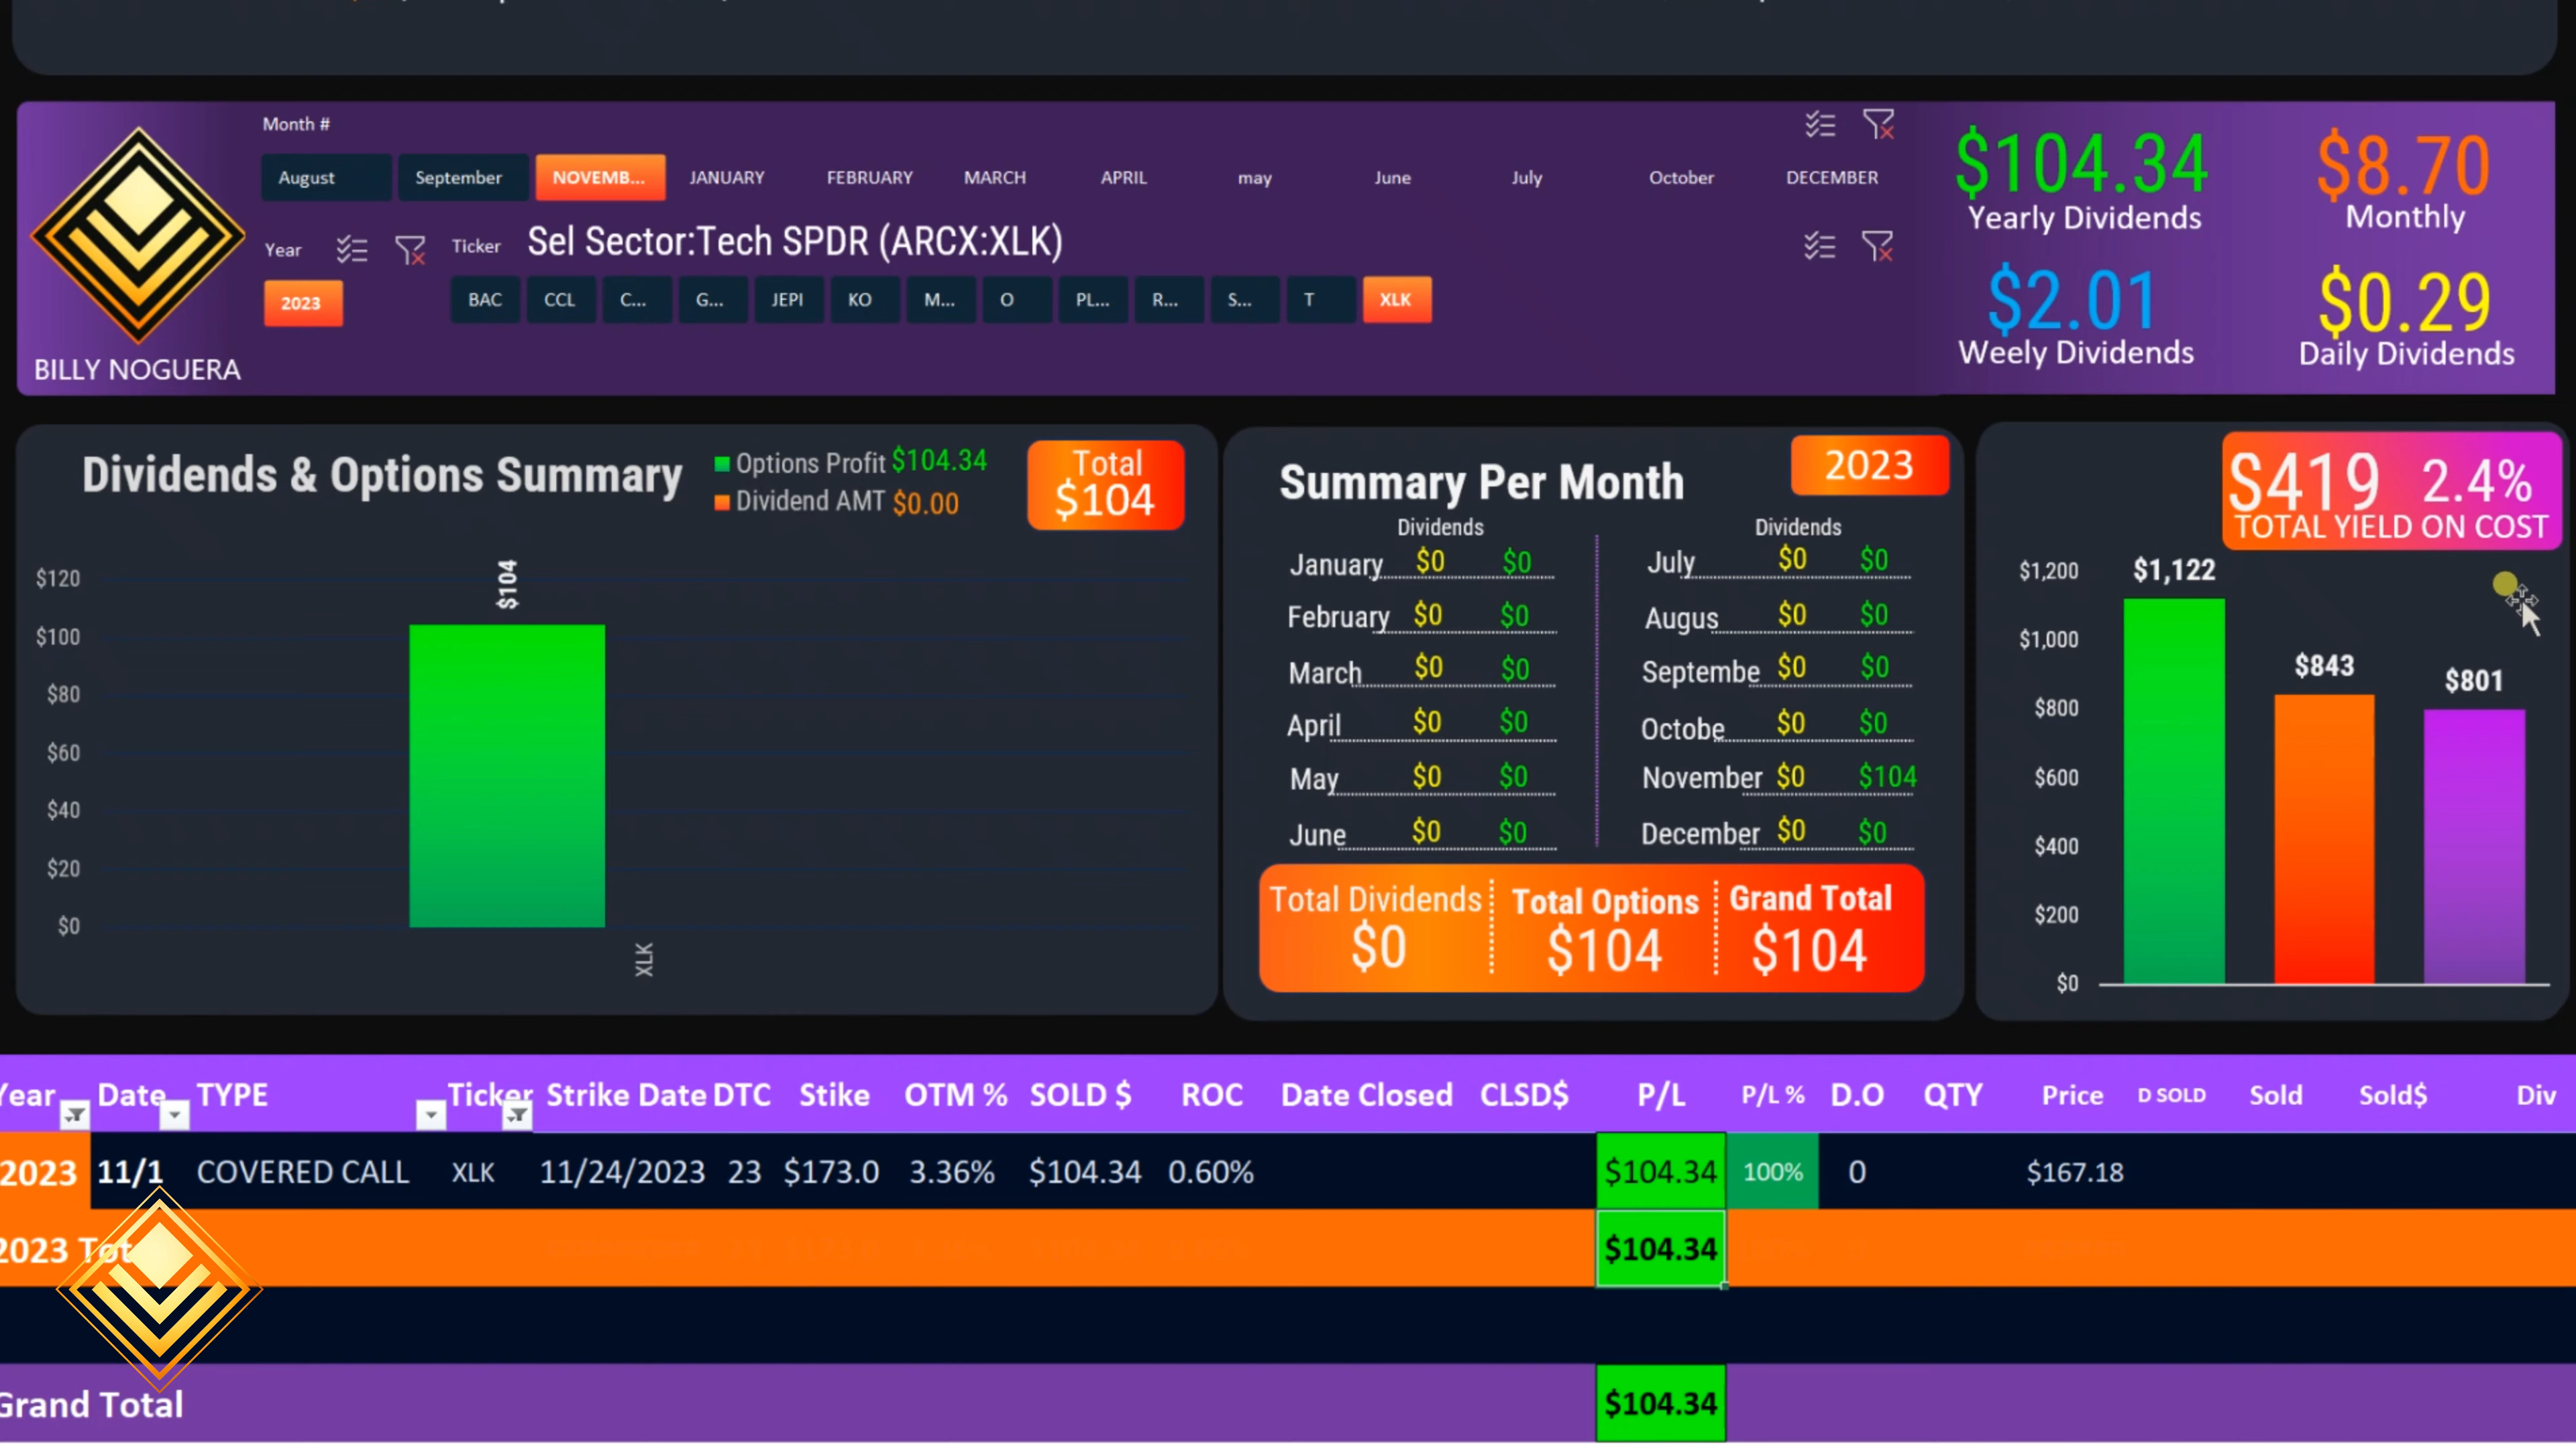 Month #
August September NOVEMB... JANUARY FEBRUARY MARCH APRIL may June July October DECEMBER
Year Ticker Sel Sector:Tech SPDR (ARCX:XLK)
2023 BAC CCL C... G... JEPI KO M... O PL... R... S... T XLK
BILLY NOGUERA
$104.34 $8.70
Yearly Dividends Monthly
$2.01 $0.29
Weely Dividends Daily Dividends
Dividends & Options Summary
Options Profit $104.34
Dividend AMT $0.00
Total
$104
$120
$100
$80
$60
$40
$20
$0
$104
XLK
Summary Per Month 2023
Dividends Dividends
January $0 $0 July $0 $0
February $0 $0 Augus $0 $0
March $0 $0 Septembe $0 $0
April $0 $0 Octobe $0 $0
May $0 $0 November $0 $104
June $0 $0 December $0 $0
Total Dividends Total Options Grand Total
$0 $104 $104
$419 2.4%
TOTAL YIELD ON COST
$1,200
$1,000
$800
$600
$400
$200
$0
$1,122
$843
$801
Year Date TYPE Ticker Strike Date DTC Stike OTM % SOLD $ ROC Date Closed CLSD$ P/L P/L % D.O QTY Price D SOLD Sold Sold$ Div
2023 11/1 COVERED CALL XLK 11/24/2023 23 $173.0 3.36% $104.34 0.60% $104.34 100% 0 $167.18
2023 Tot $104.34
Grand Total $104.34